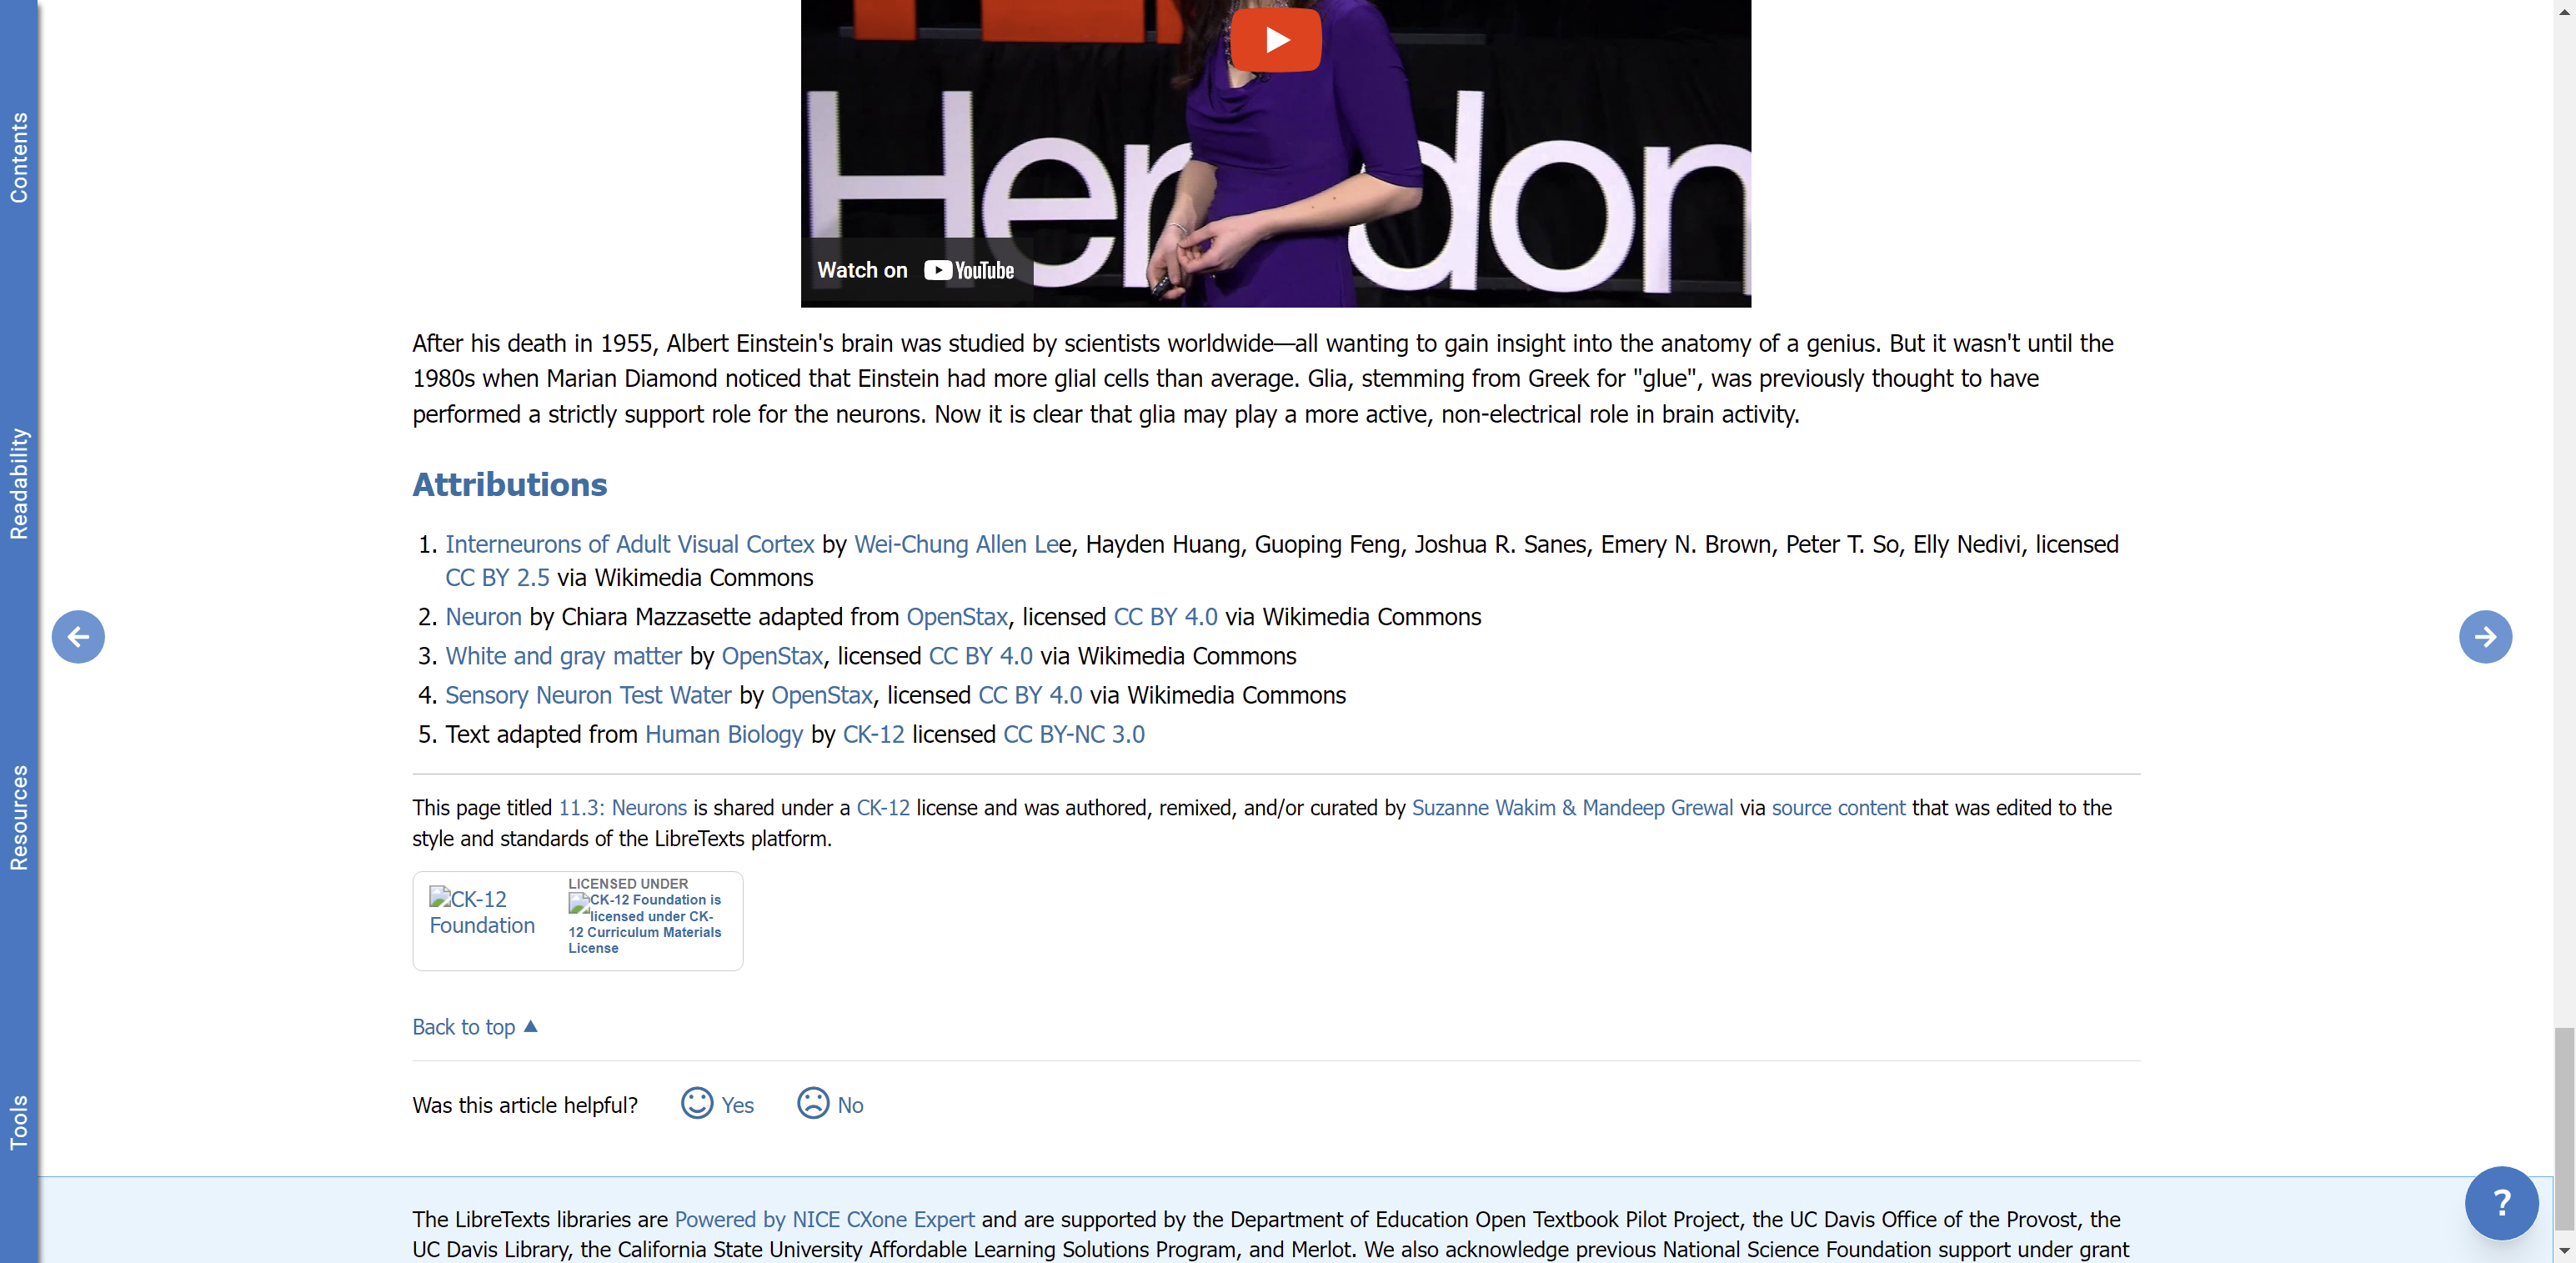 Contents
Readability
Resources
Tools
Her don
Watch on YouTube
After his death in 1955, Albert Einstein's brain was studied by scientists worldwide—all wanting to gain insight into the anatomy of a genius. But it wasn't until the
1980s when Marian Diamond noticed that Einstein had more glial cells than average. Glia, stemming from Greek for "glue", was previously thought to have
performed a strictly support role for the neurons. Now it is clear that glia may play a more active, non-electrical role in brain activity.
Attributions
1. Interneurons of Adult Visual Cortex by Wei-Chung Allen Lee, Hayden Huang, Guoping Feng, Joshua R. Sanes, Emery N. Brown, Peter T. So, Elly Nedivi, licensed
CC BY 2.5 via Wikimedia Commons
2. Neuron by Chiara Mazzasette adapted from OpenStax, licensed CC BY 4.0 via Wikimedia Commons
3. White and gray matter by OpenStax, licensed CC BY 4.0 via Wikimedia Commons
4. Sensory Neuron Test Water by OpenStax, licensed CC BY 4.0 via Wikimedia Commons
5. Text adapted from Human Biology by CK-12 licensed CC BY-NC 3.0
This page titled 11.3: Neurons is shared under a CK-12 license and was authored, remixed, and/or curated by Suzanne Wakim & Mandeep Grewal via source content that was edited to the
style and standards of the LibreTexts platform.
CK-12
Foundation
LICENSED UNDER
CK-12 Foundation is
licensed under CK-
12 Curriculum Materials
License
Back to top ▲
Was this article helpful? Yes No
?
The LibreTexts libraries are Powered by NICE CXone Expert and are supported by the Department of Education Open Textbook Pilot Project, the UC Davis Office of the Provost, the
UC Davis Library, the California State University Affordable Learning Solutions Program, and Merlot. We also acknowledge previous National Science Foundation support under grant